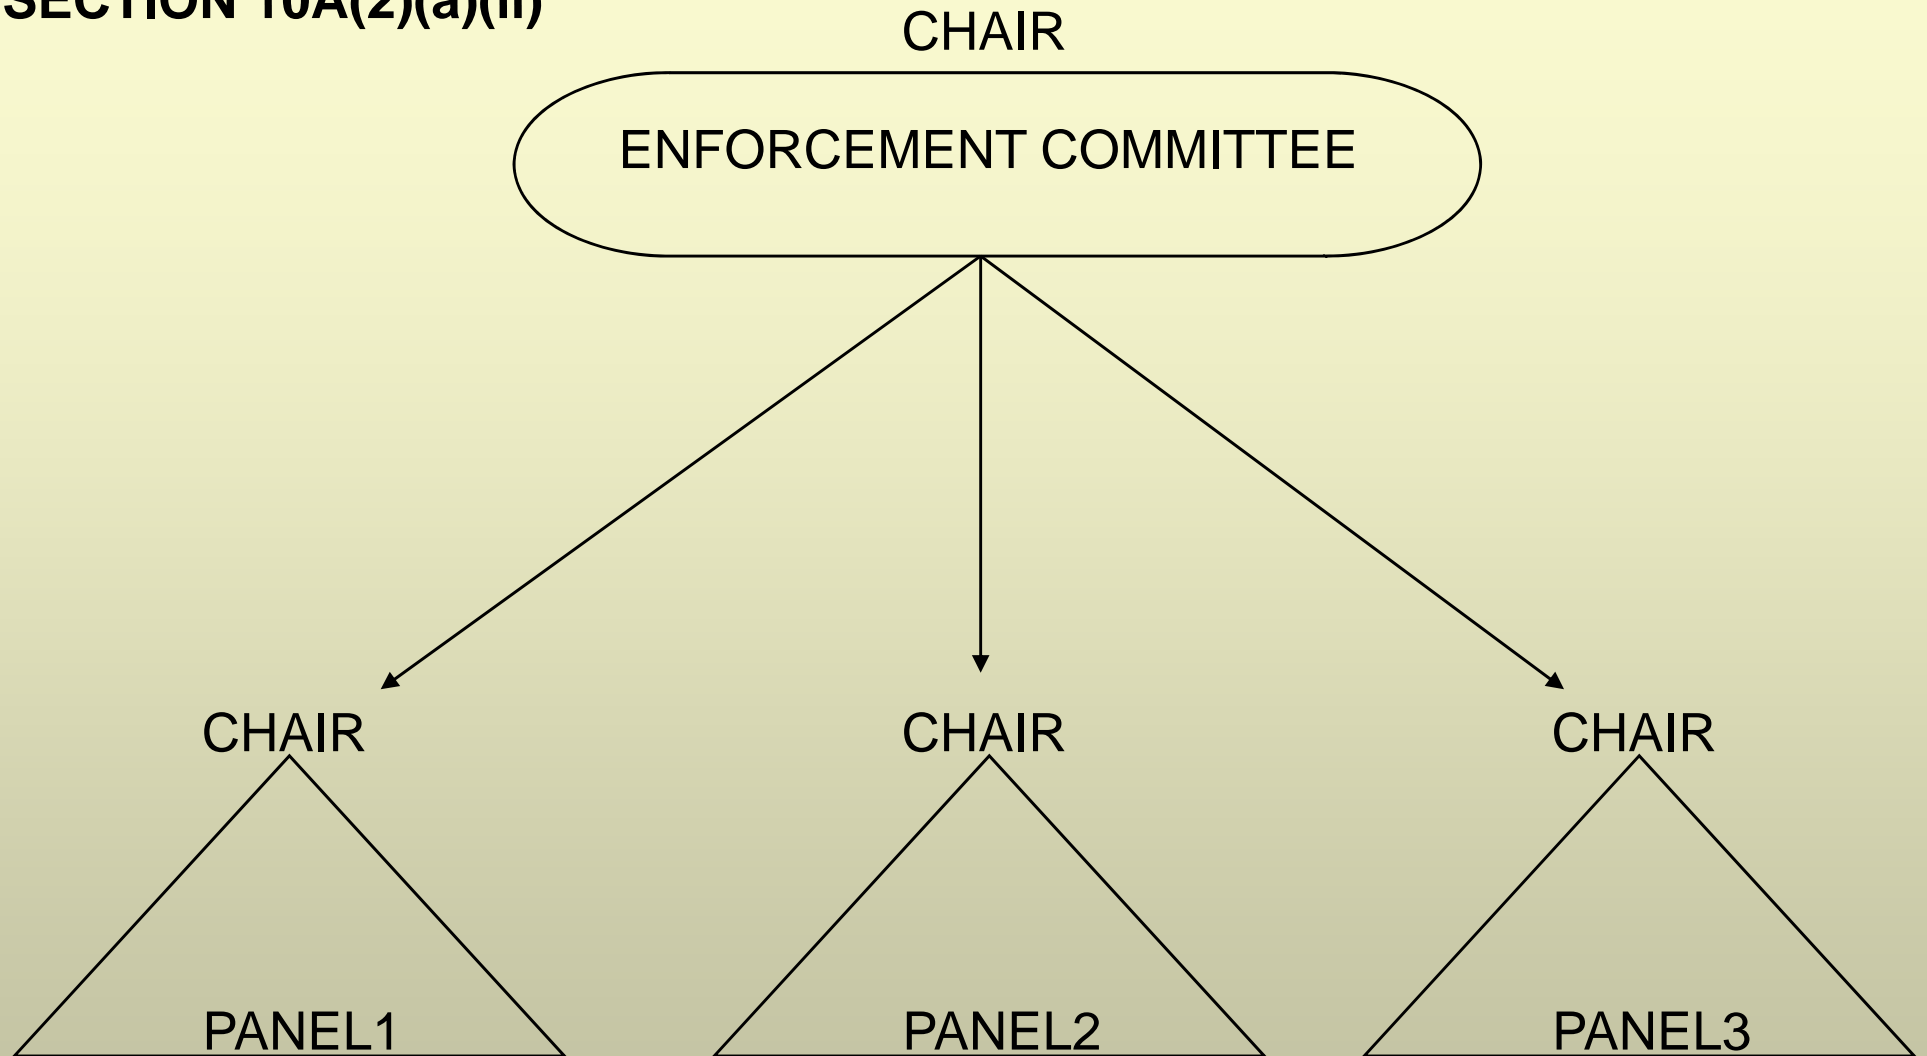 SECTION 10A(2)(a)(ii)
CHAIR
ENFORCEMENT COMMITTEE
CHAIR CHAIR CHAIR
PANEL1 PANEL2 PANEL3